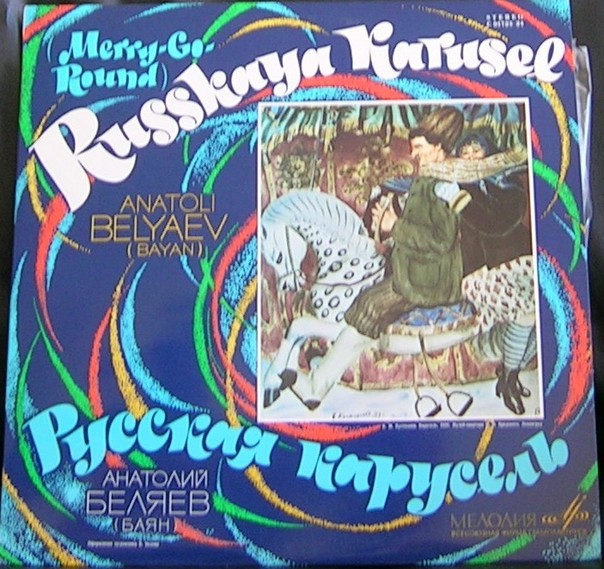 STEREO
(Merry-Go-
Round)
Russkaya Karusel
ANATOLI
BELYAEV
(BAYAN)
Русская карусель
АНАТОЛИЙ
БЕЛЯЕВ
(БАЯН)
МЕЛОДИЯ